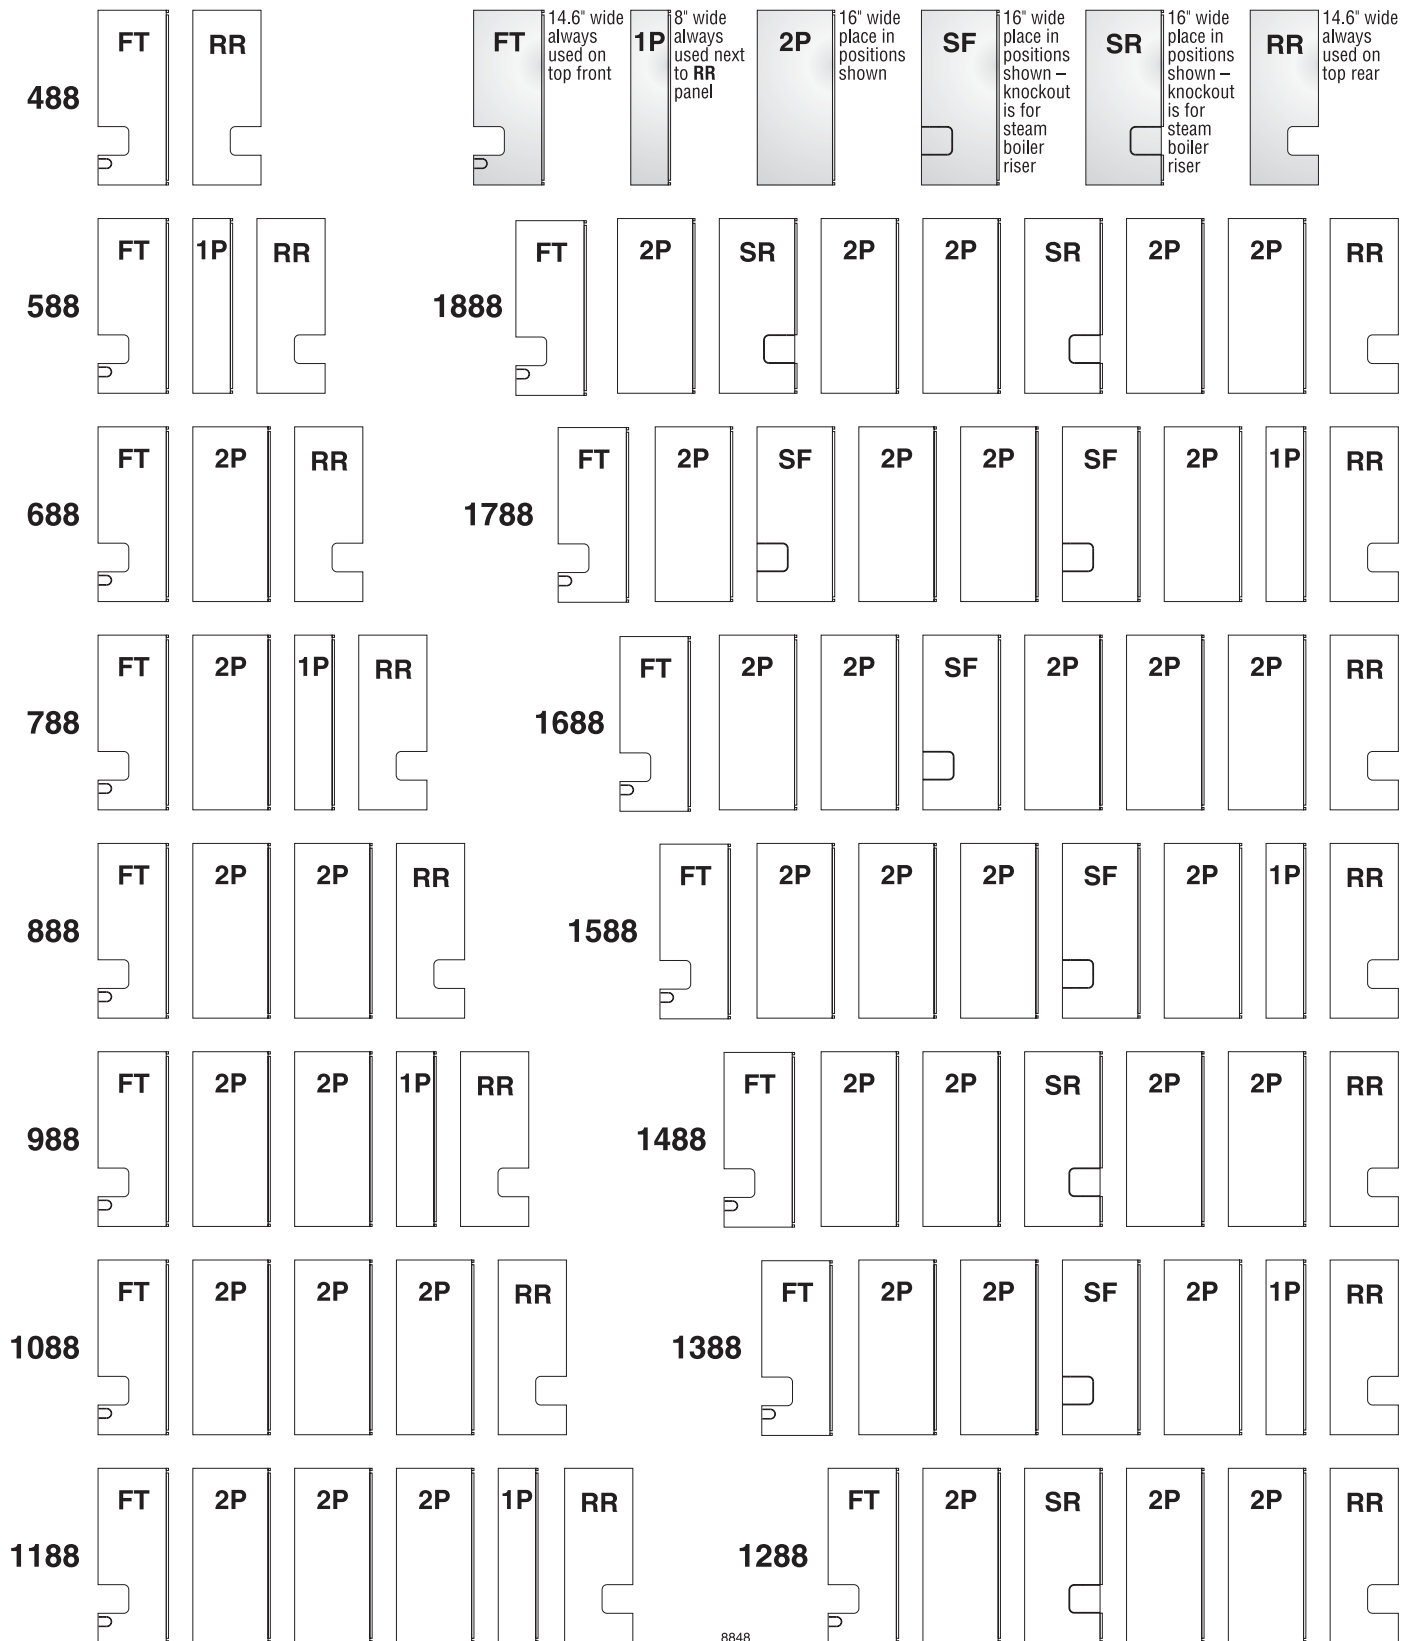 488
FT
RR
FT
14.6" wide
always
used on
top front
1P
8" wide
always
used next
to RR
panel
2P
16" wide
place in
positions
shown
SF
16" wide
place in
positions
shown –
knockout
is for
steam
boiler
riser
SR
16" wide
place in
positions
shown –
knockout
is for
steam
boiler
riser
RR
14.6" wide
always
used on
top rear
588
FT 1P RR
1888
FT 2P SR 2P 2P SR 2P 2P RR
688
FT 2P RR
1788
FT 2P SF 2P 2P SF 2P 1P RR
788
FT 2P 1P RR
1688
FT 2P 2P SF 2P 2P 2P RR
888
FT 2P 2P RR
1588
FT 2P 2P 2P SF 2P 1P RR
988
FT 2P 2P 1P RR
1488
FT 2P 2P SR 2P 2P RR
1088
FT 2P 2P 2P RR
1388
FT 2P 2P SF 2P 1P RR
1188
FT 2P 2P 2P 1P RR
1288
FT 2P SR 2P 2P RR
8848